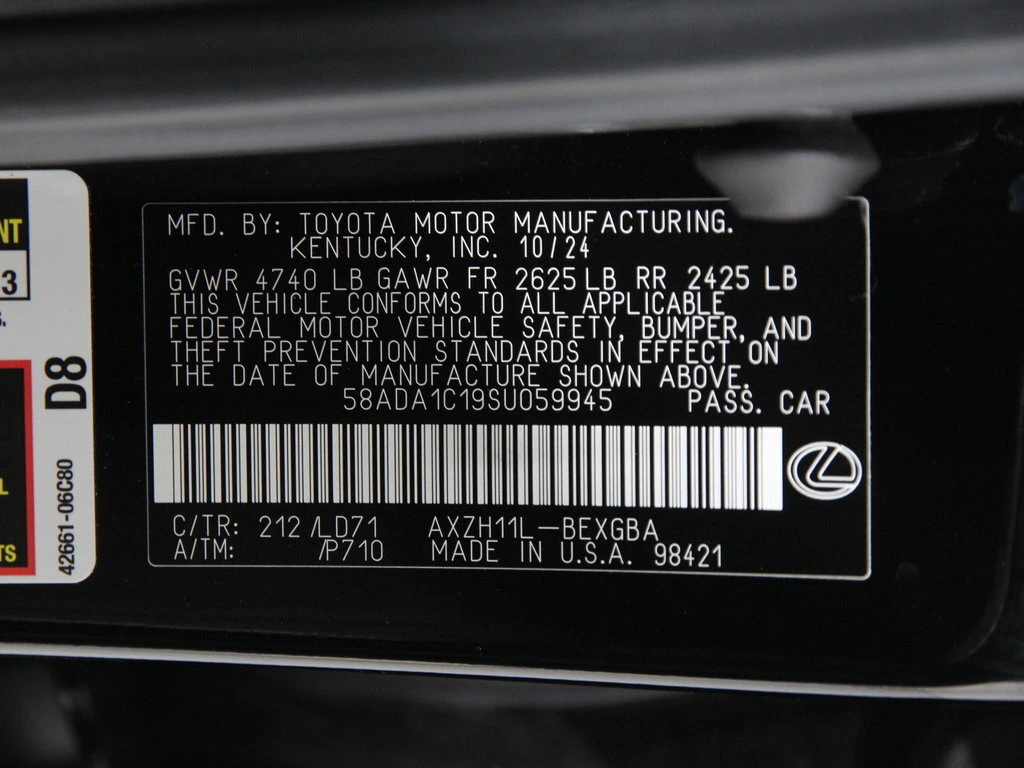 MFD. BY: TOYOTA MOTOR MANUFACTURING.
KENTUCKY, INC. 10/24
GVWR 4740 LB GAWR FR 2625 LB RR 2425 LB
THIS VEHICLE CONFORMS TO ALL APPLICABLE
FEDERAL MOTOR VEHICLE SAFETY, BUMPER, AND
THEFT PREVENTION STANDARDS IN EFFECT ON
THE DATE OF MANUFACTURE SHOWN ABOVE.
58ADA1C19SU059945 PASS. CAR
C/TR: 212 /LD71 AXZH11L-BEXGBA
A/TM: /P710 MADE IN U.S.A. 98421
NT
3
S.
D8
L
TS
42661-06C80